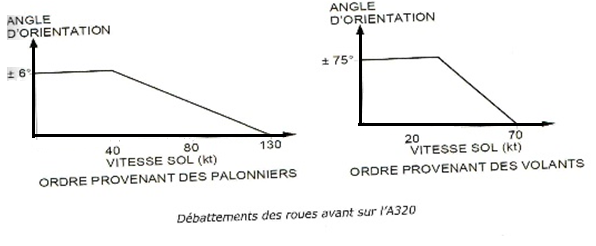 ANGLE
D'ORIENTATION
± 6°
40
80
130
VITESSE SOL (kt)
ORDRE PROVENANT DES PALONNIERS
ANGLE
D'ORIENTATION
± 75°
20
70
VITESSE SOL (kt)
ORDRE PROVENANT DES VOLANTS
Débattements des roues avant sur l'A320